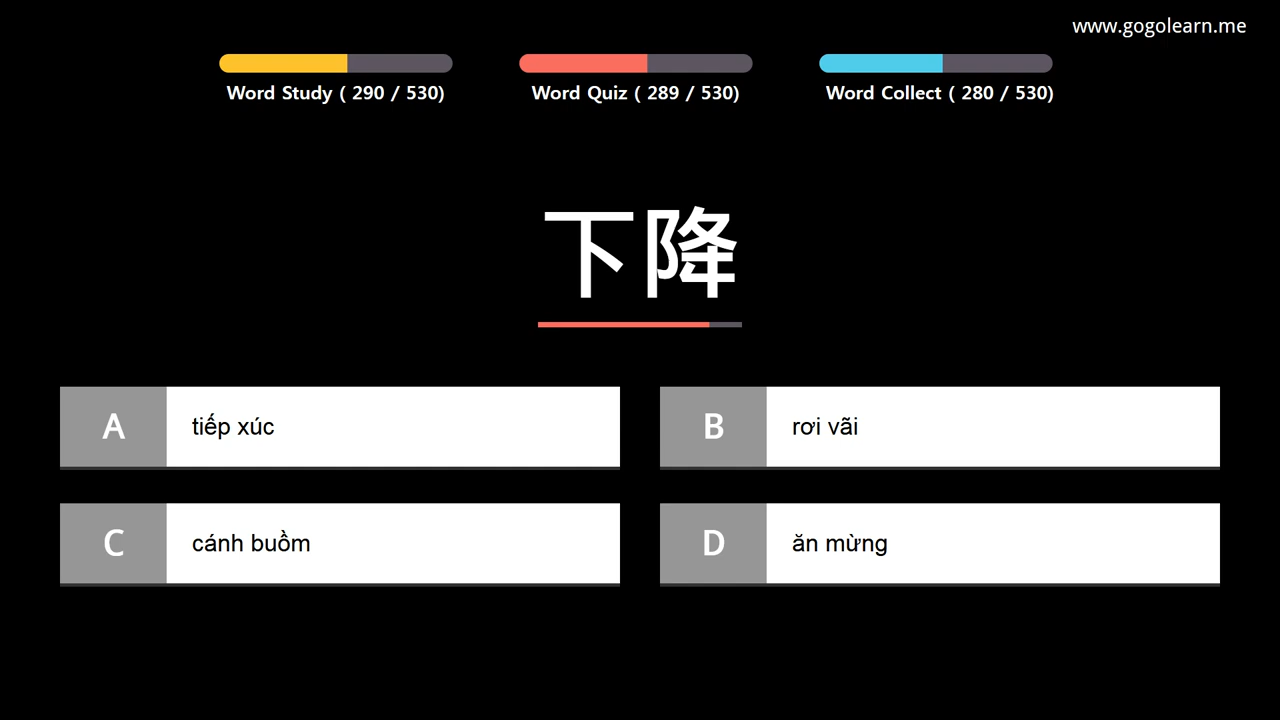 www.gogolearn.me
Word Study ( 290 / 530)
Word Quiz ( 289 / 530)
Word Collect ( 280 / 530)
下降
A
tiếp xúc
B
rơi vãi
C
cánh buồm
D
ăn mừng